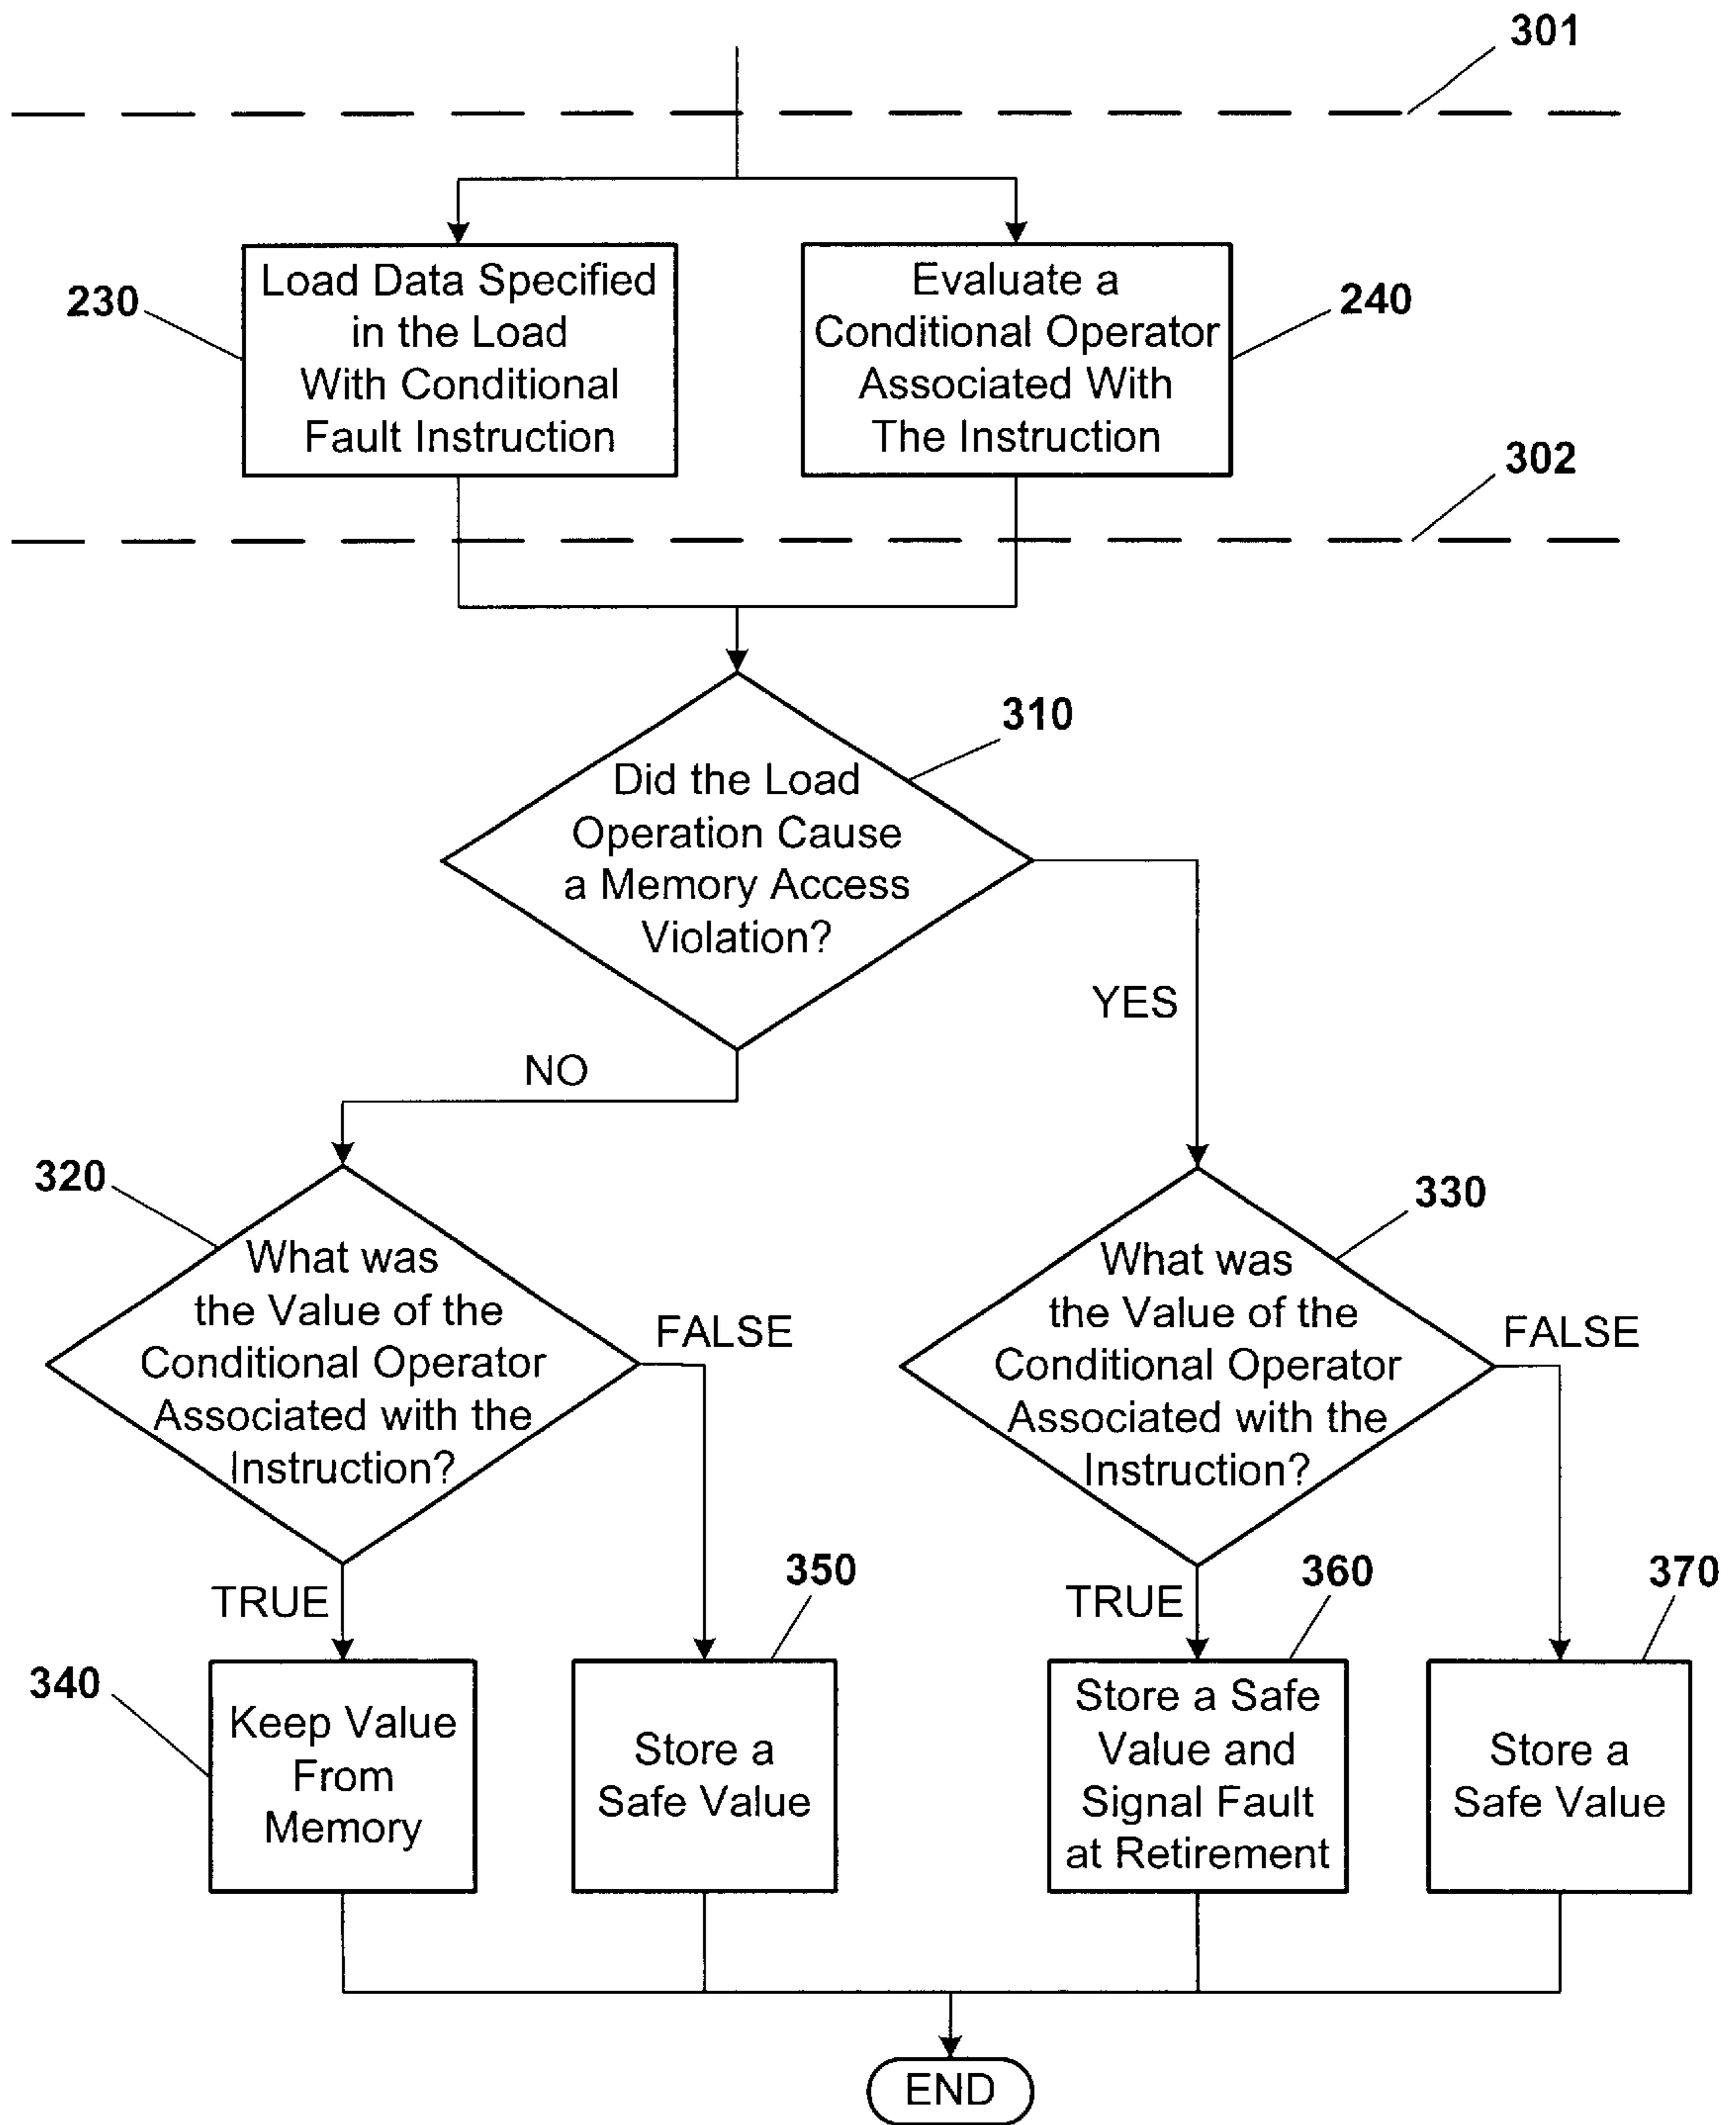 301
230
Load Data Specified
in the Load
With Conditional
Fault Instruction
Evaluate a
Conditional Operator
Associated With
The Instruction
240
302
310
Did the Load
Operation Cause
a Memory Access
Violation?
YES
NO
320
What was
the Value of the
Conditional Operator
Associated with the
Instruction?
FALSE
330
What was
the Value of the
Conditional Operator
Associated with the
Instruction?
FALSE
TRUE
350
TRUE
360
370
340
Keep Value
From
Memory
Store a
Safe Value
Store a Safe
Value and
Signal Fault
at Retirement
Store a
Safe Value
END